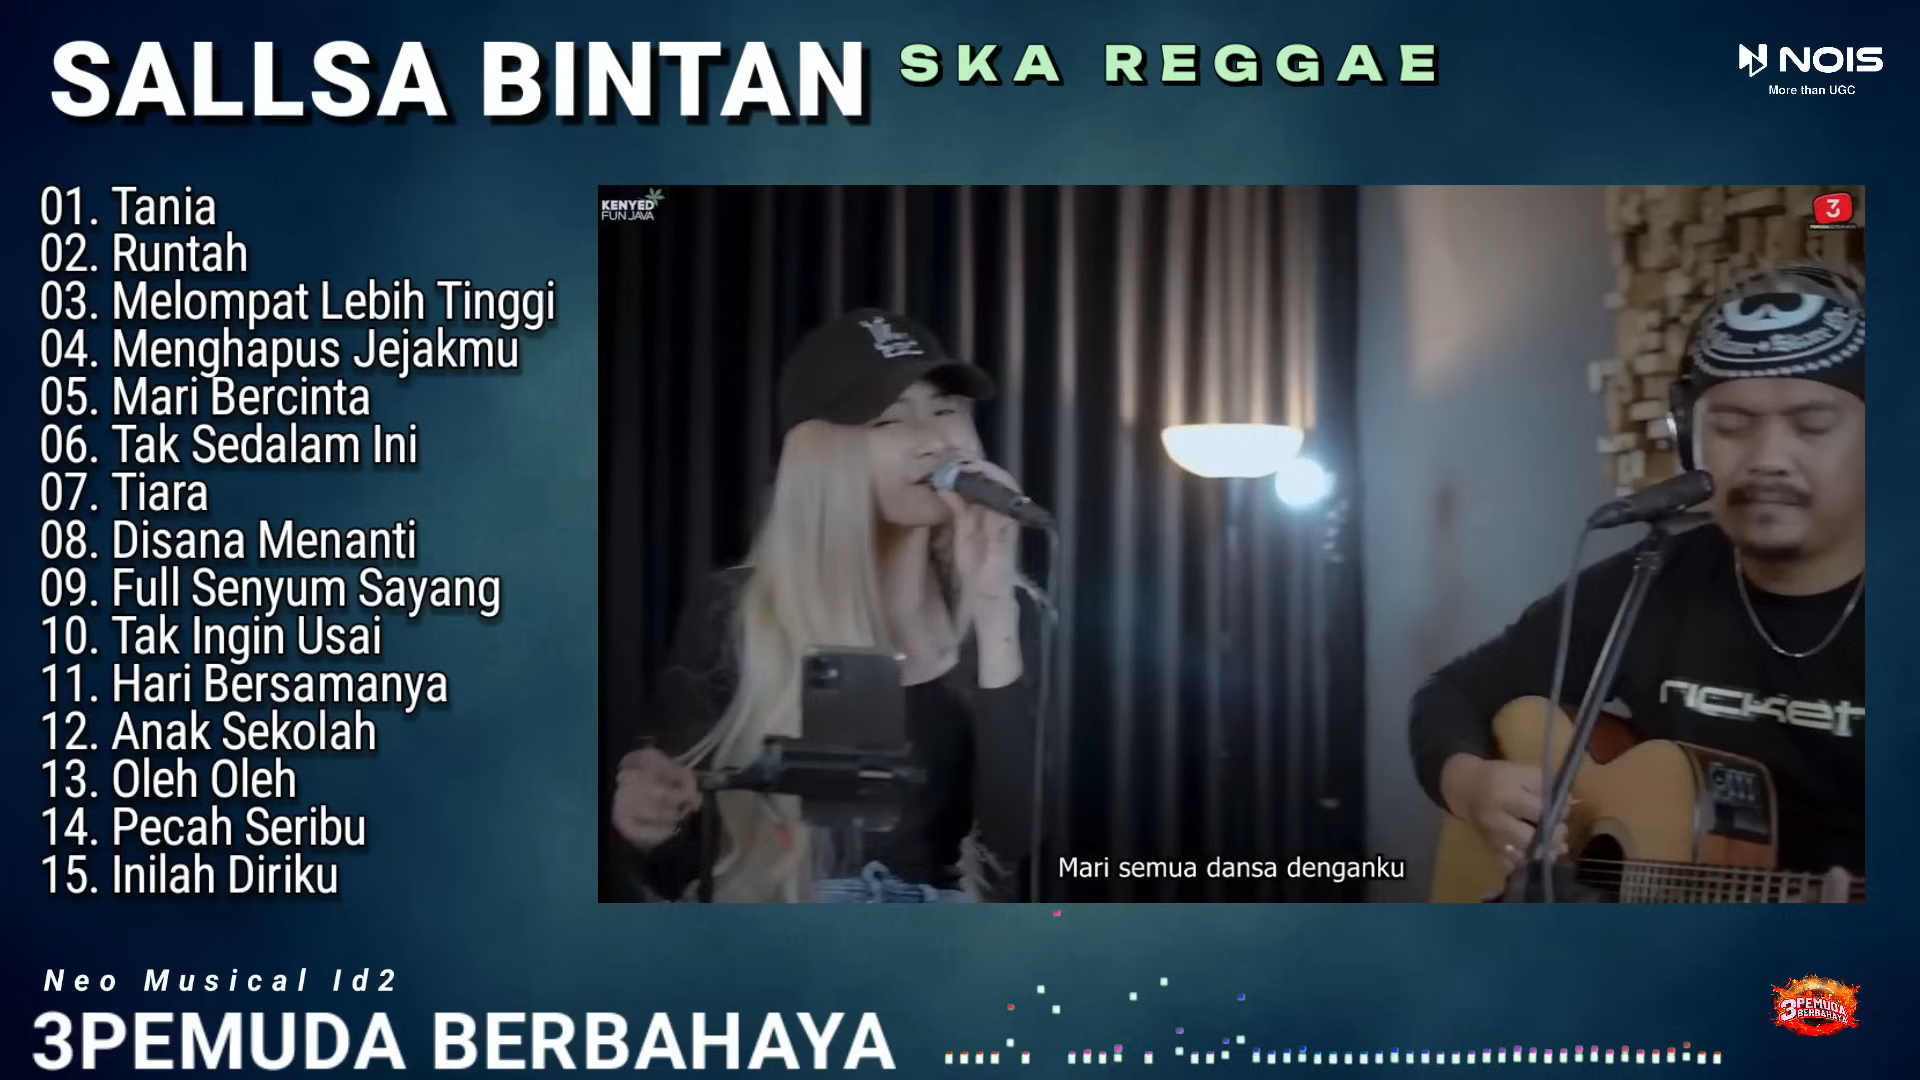 SALLSA BINTAN
SKA REGGAE
NOIS
More than UGC
01. Tania
02. Runtah
03. Melompat Lebih Tinggi
04. Menghapus Jejakmu
05. Mari Bercinta
06. Tak Sedalam Ini
07. Tiara
08. Disana Menanti
09. Full Senyum Sayang
10. Tak Ingin Usai
11. Hari Bersamanya
12. Anak Sekolah
13. Oleh Oleh
14. Pecah Seribu
15. Inilah Diriku
KENYED
FUN JAVA
3
Mari semua dansa denganku
Neo Musical Id2
3PEMUDA BERBAHAYA
3PEMUDA
BERBAHAYA